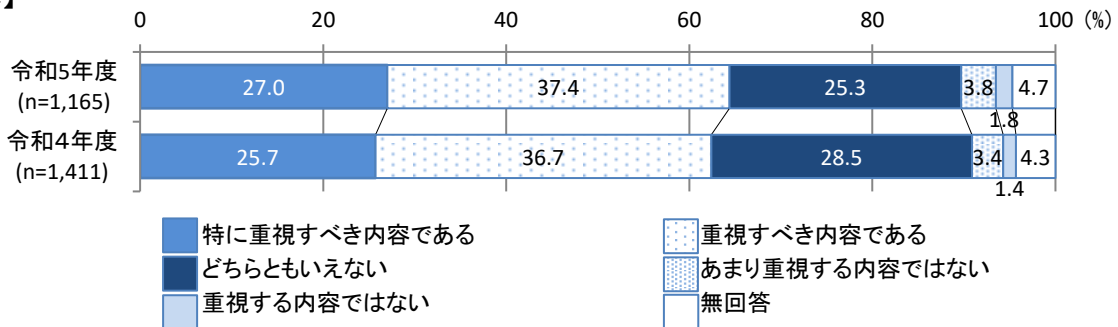 】
0 20 40 60 80 100 (%)
令和5年度
(n=1,165)
27.0 37.4 25.3 3.8 1.8 4.7
令和4年度
(n=1,411)
25.7 36.7 28.5 3.4 1.4 4.3
特に重視すべき内容である 重視すべき内容である
どちらともいえない あまり重視する内容ではない
重視する内容ではない 無回答